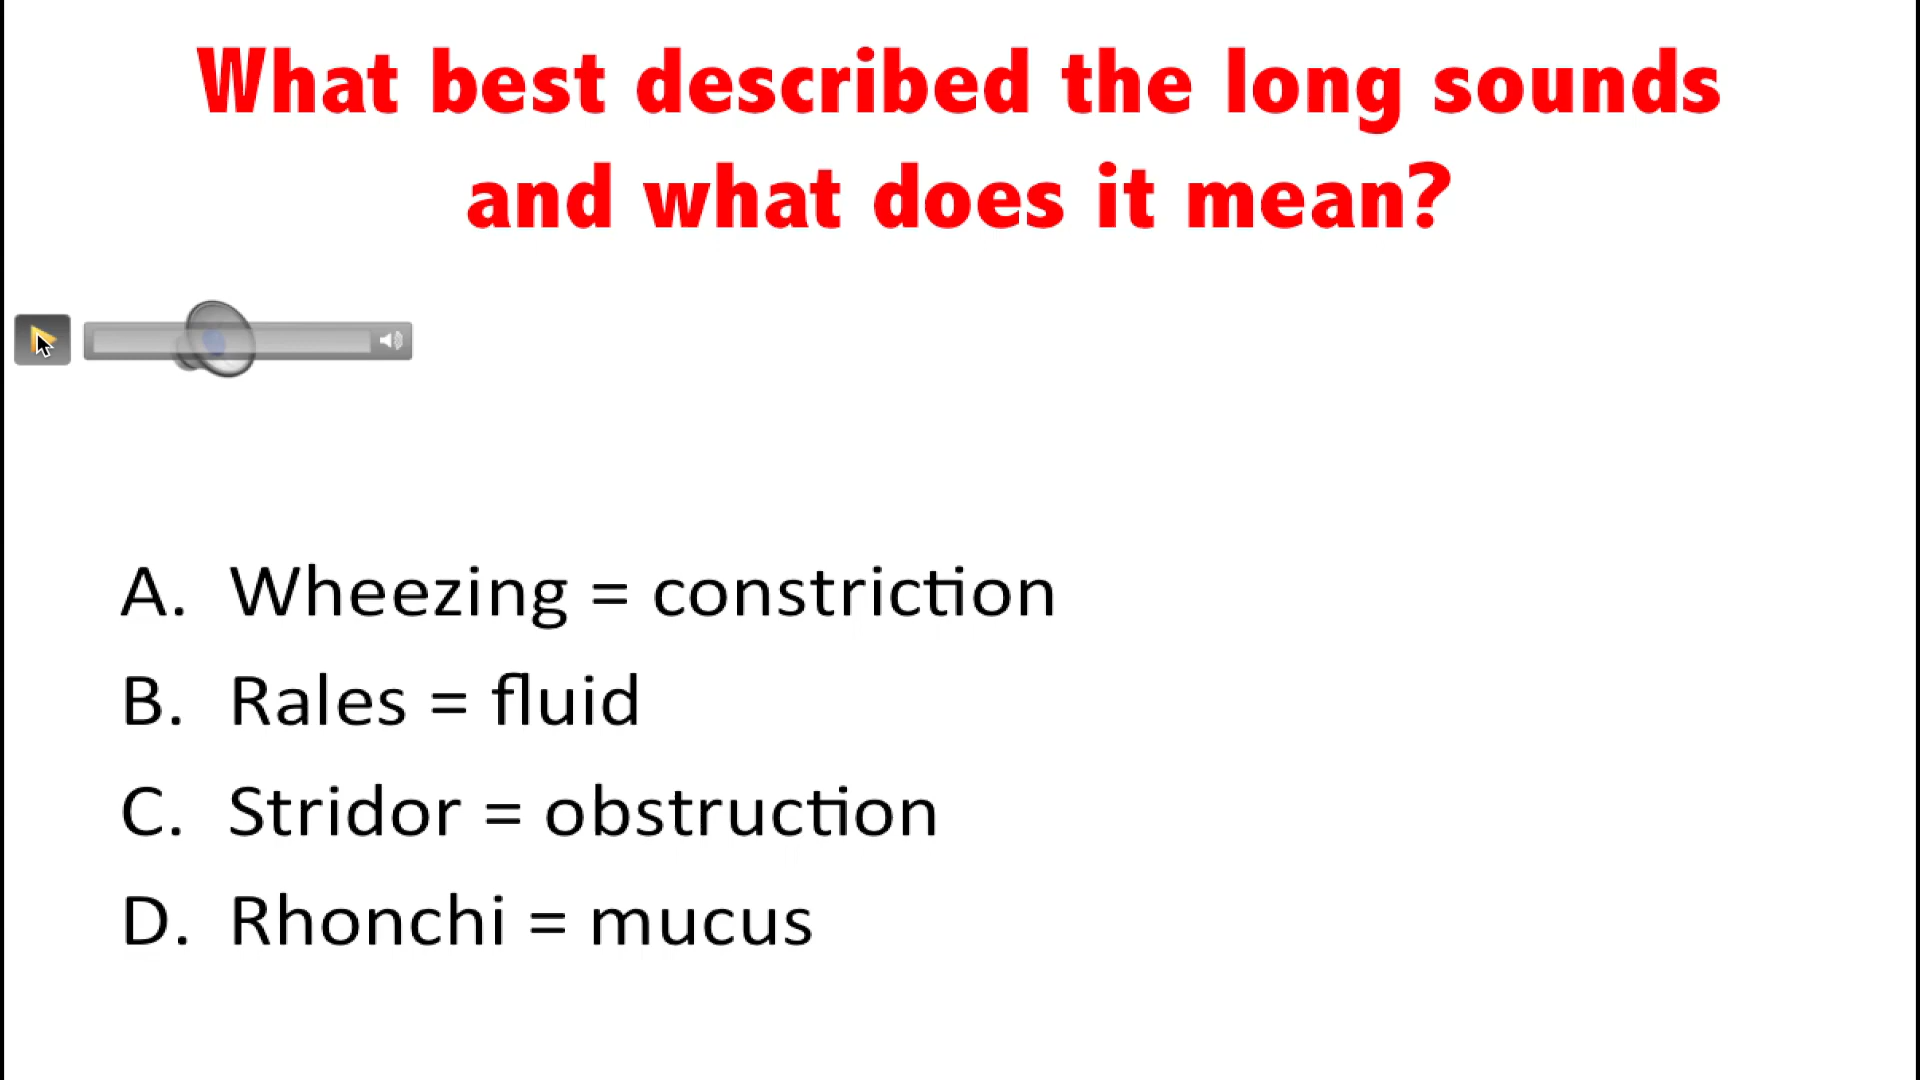 What best described the long sounds
and what does it mean?
A. Wheezing = constriction
B. Rales = fluid
C. Stridor = obstruction
D. Rhonchi = mucus